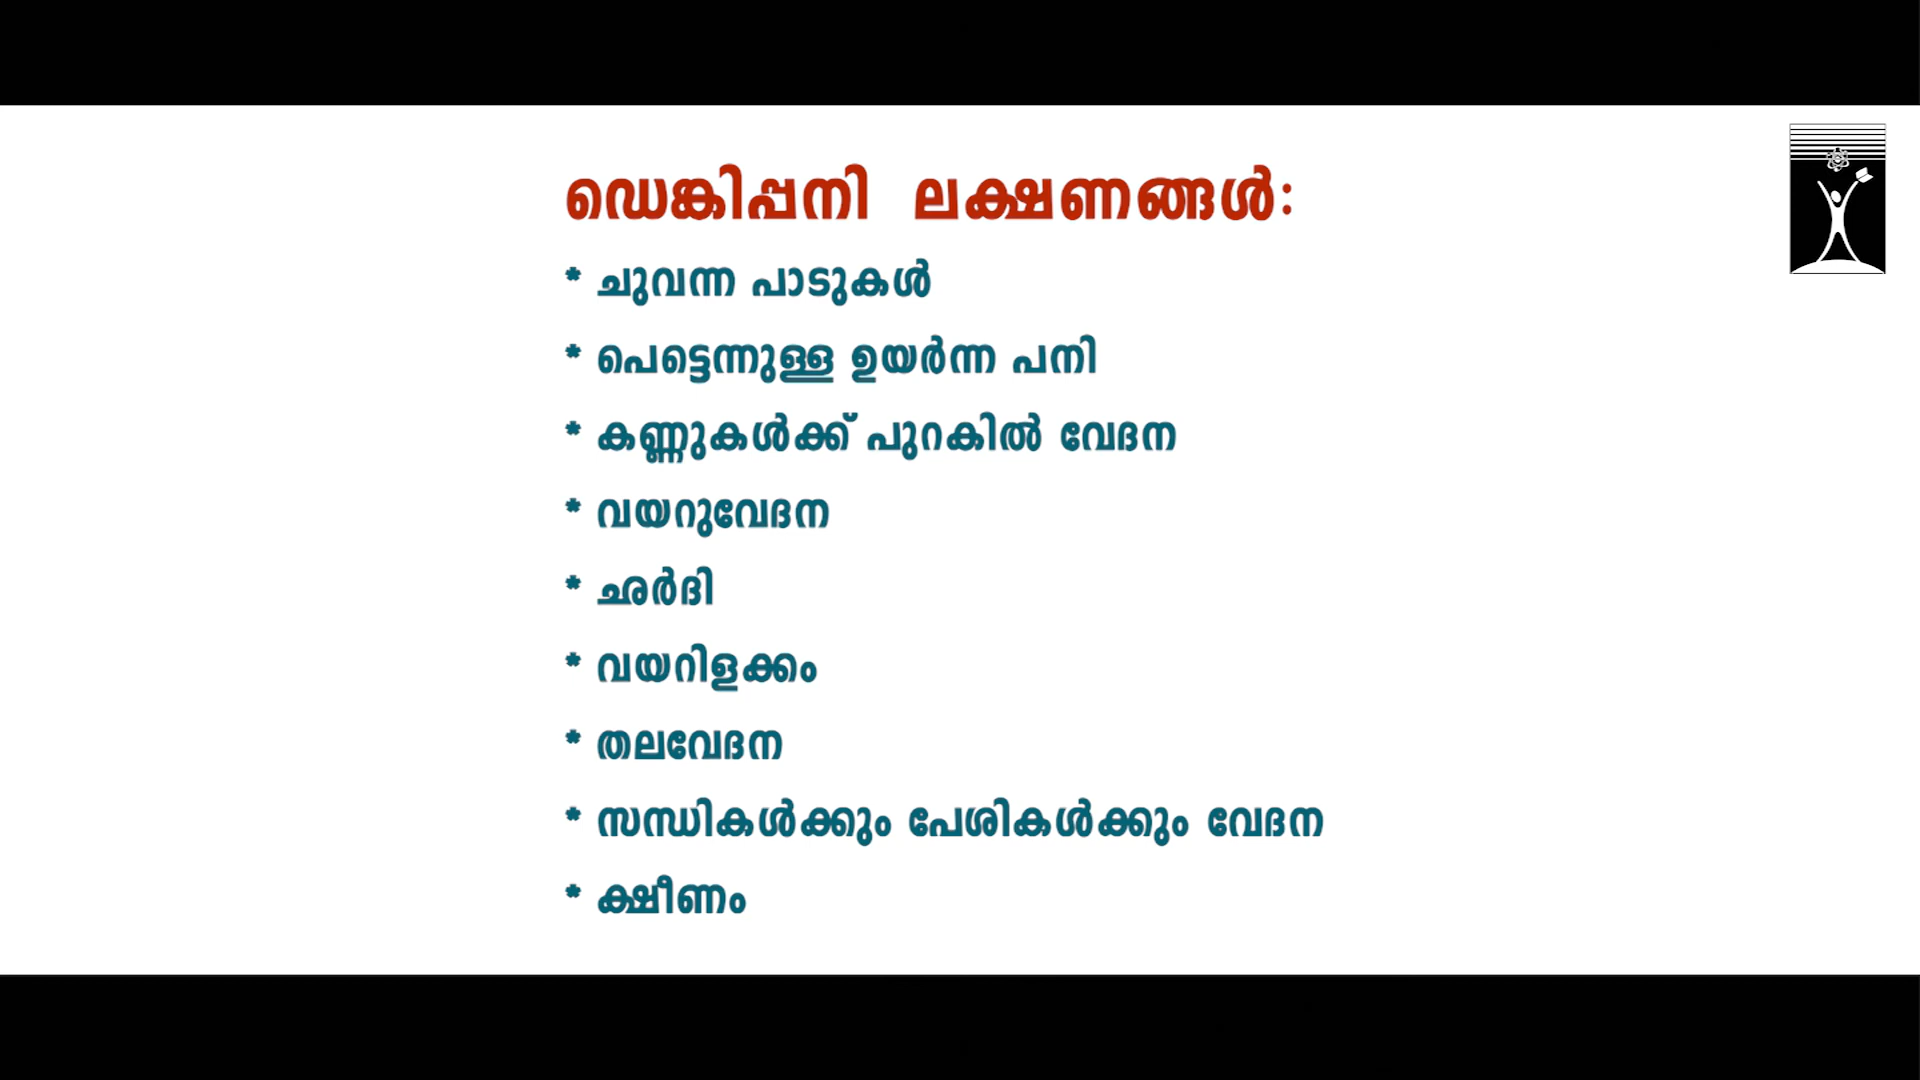 ഡെങ്കിപ്പനി ലക്ഷണങ്ങൾ:
* ചുവന്ന പാടുകൾ
* പെട്ടെന്നുള്ള ഉയർന്ന പനി
* കണ്ണുകൾക്ക് പുറകിൽ വേദന
* വയറുവേദന
* ഛർദി
* വയറിളക്കം
* തലവേദന
* സന്ധികൾക്കും പേശികൾക്കും വേദന
* ക്ഷീണം